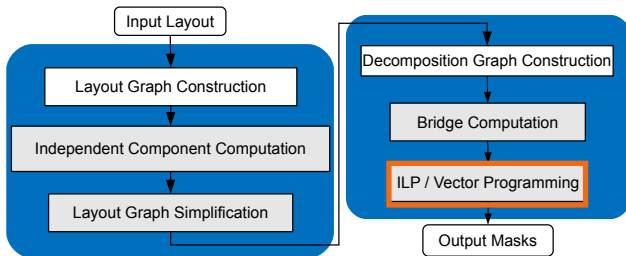 Input Layout
Layout Graph Construction
Independent Component Computation
Layout Graph Simplification
Decomposition Graph Construction
Bridge Computation
ILP / Vector Programming
Output Masks